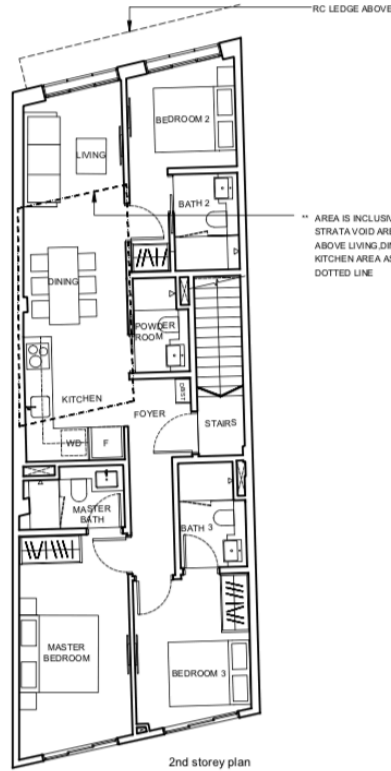 RC LEDGE ABOVE
BEDROOM 2
LIVING
BATH 2
** AREA IS INCLUSIV
STRATA VOID ARE
ABOVE LIVING,DIN
KITCHEN AREA AS
DOTTED LINE
DINING
POWDER
ROOM
KITCHEN
FOYER
DB/ST
STAIRS
WD
F
MASTER
BATH
BATH 3
MASTER
BEDROOM
BEDROOM 3
2nd storey plan